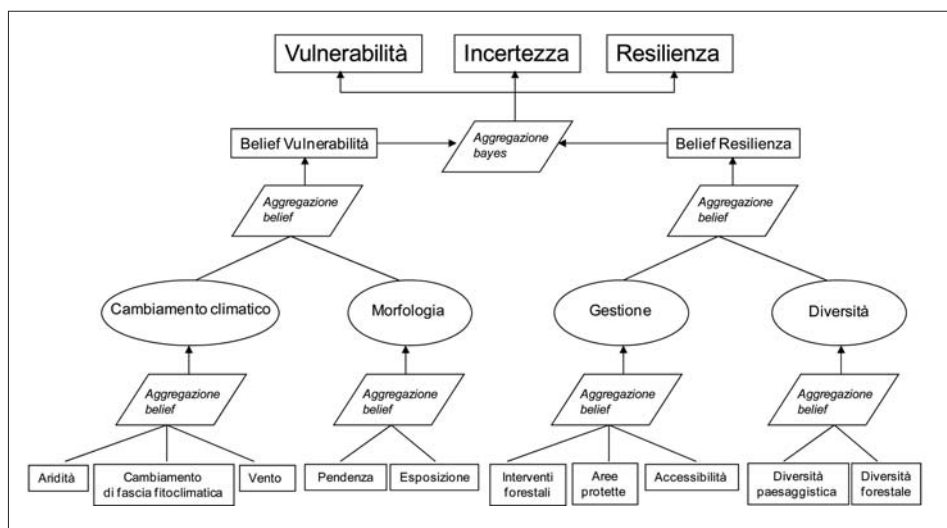 Vulnerabilità
Incertezza
Resilienza
Belief Vulnerabilità
Aggregazione
bayes
Belief Resilienza
Aggregazione
belief
Aggregazione
belief
Cambiamento climatico
Morfologia
Gestione
Diversità
Aggregazione
belief
Aggregazione
belief
Aggregazione
belief
Aggregazione
belief
Aridità
Cambiamento
di fascia fitoclimatica
Vento
Pendenza
Esposizione
Interventi
forestali
Aree
protette
Accessibilità
Diversità
paesaggistica
Diversità
forestale